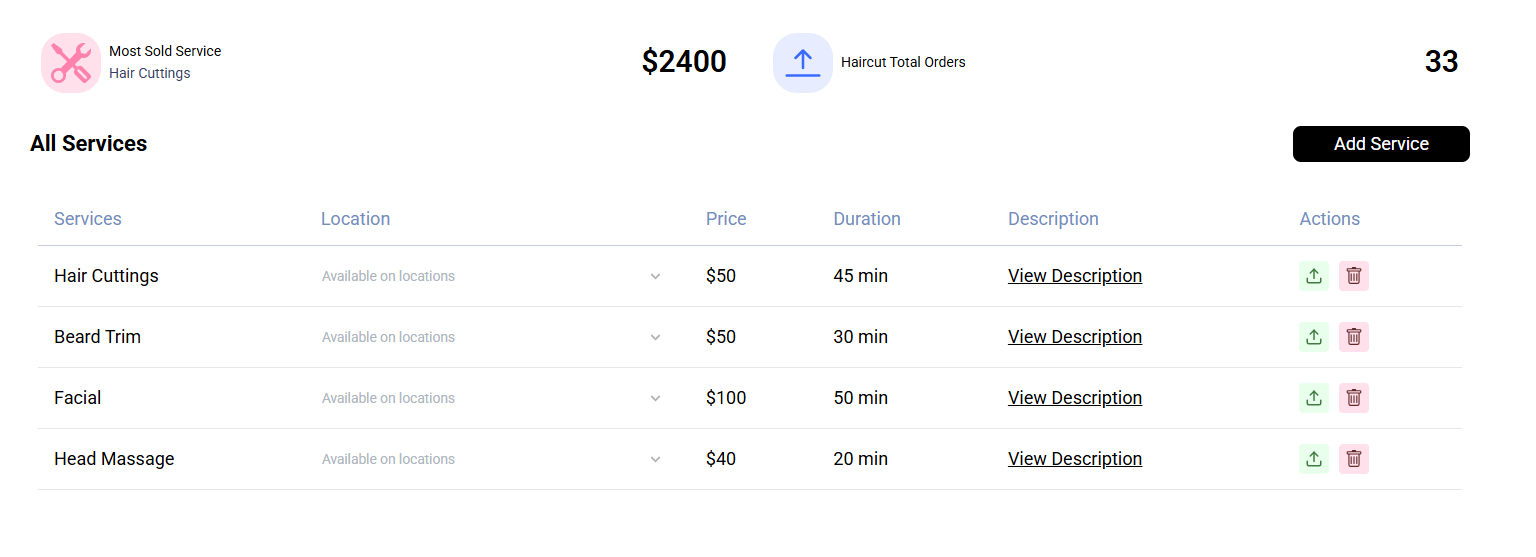 Most Sold Service
Hair Cuttings
$2400
Haircut Total Orders
33
All Services
Add Service
Services Location Price Duration Description Actions
Hair Cuttings Available on locations $50 45 min View Description
Beard Trim Available on locations $50 30 min View Description
Facial Available on locations $100 50 min View Description
Head Massage Available on locations $40 20 min View Description